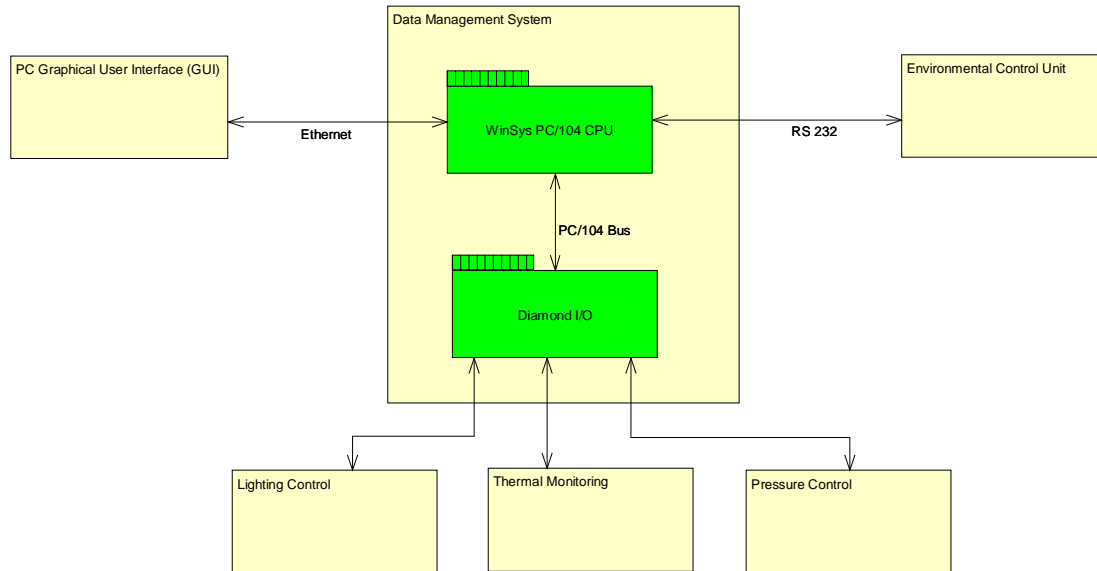 Data Management System
PC Graphical User Interface (GUI)
Environmental Control Unit
WinSys PC/104 CPU
Ethernet
RS 232
PC/104 Bus
Diamond I/O
Lighting Control
Thermal Monitoring
Pressure Control